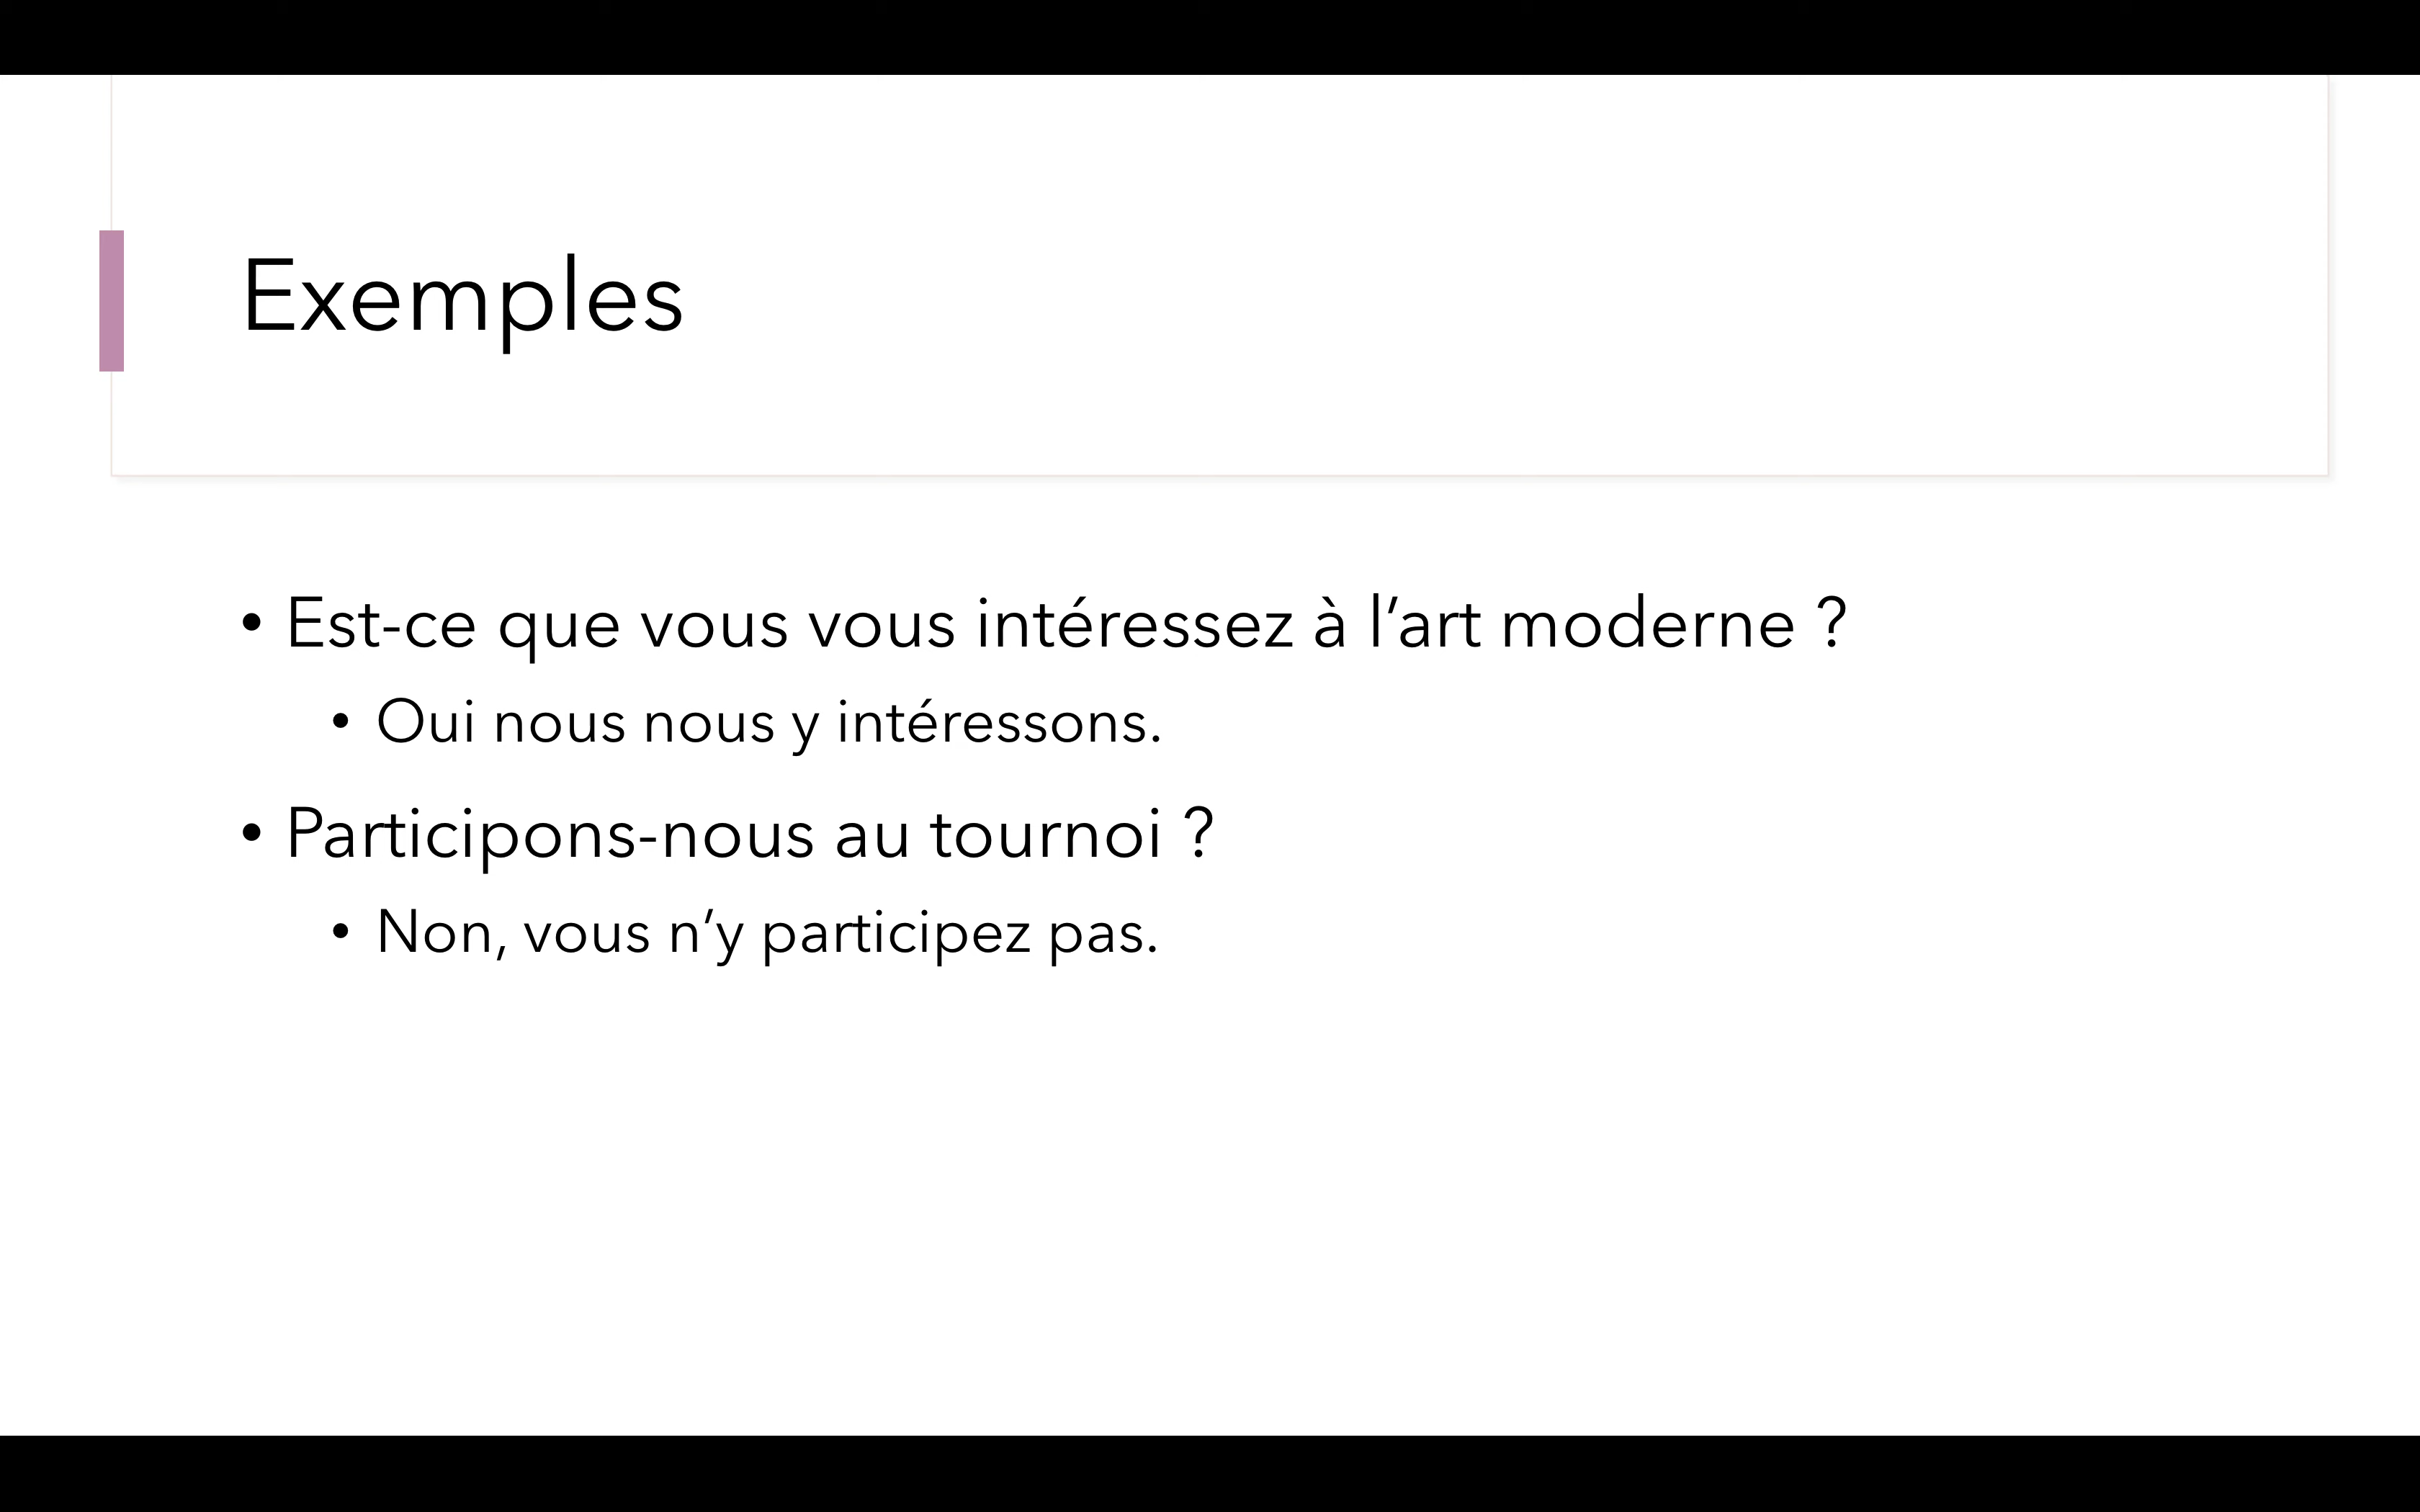 Exemples
• Est-ce que vous vous intéressez à l’art moderne ?
• Oui nous nous y intéressons.
• Participons-nous au tournoi ?
• Non, vous n‘y participez pas.